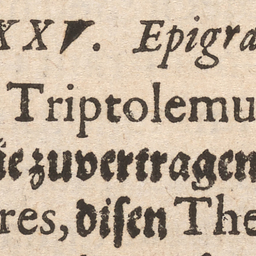 XXV. Epigra
Triptolemu
ie zuvertragen
res, disen The